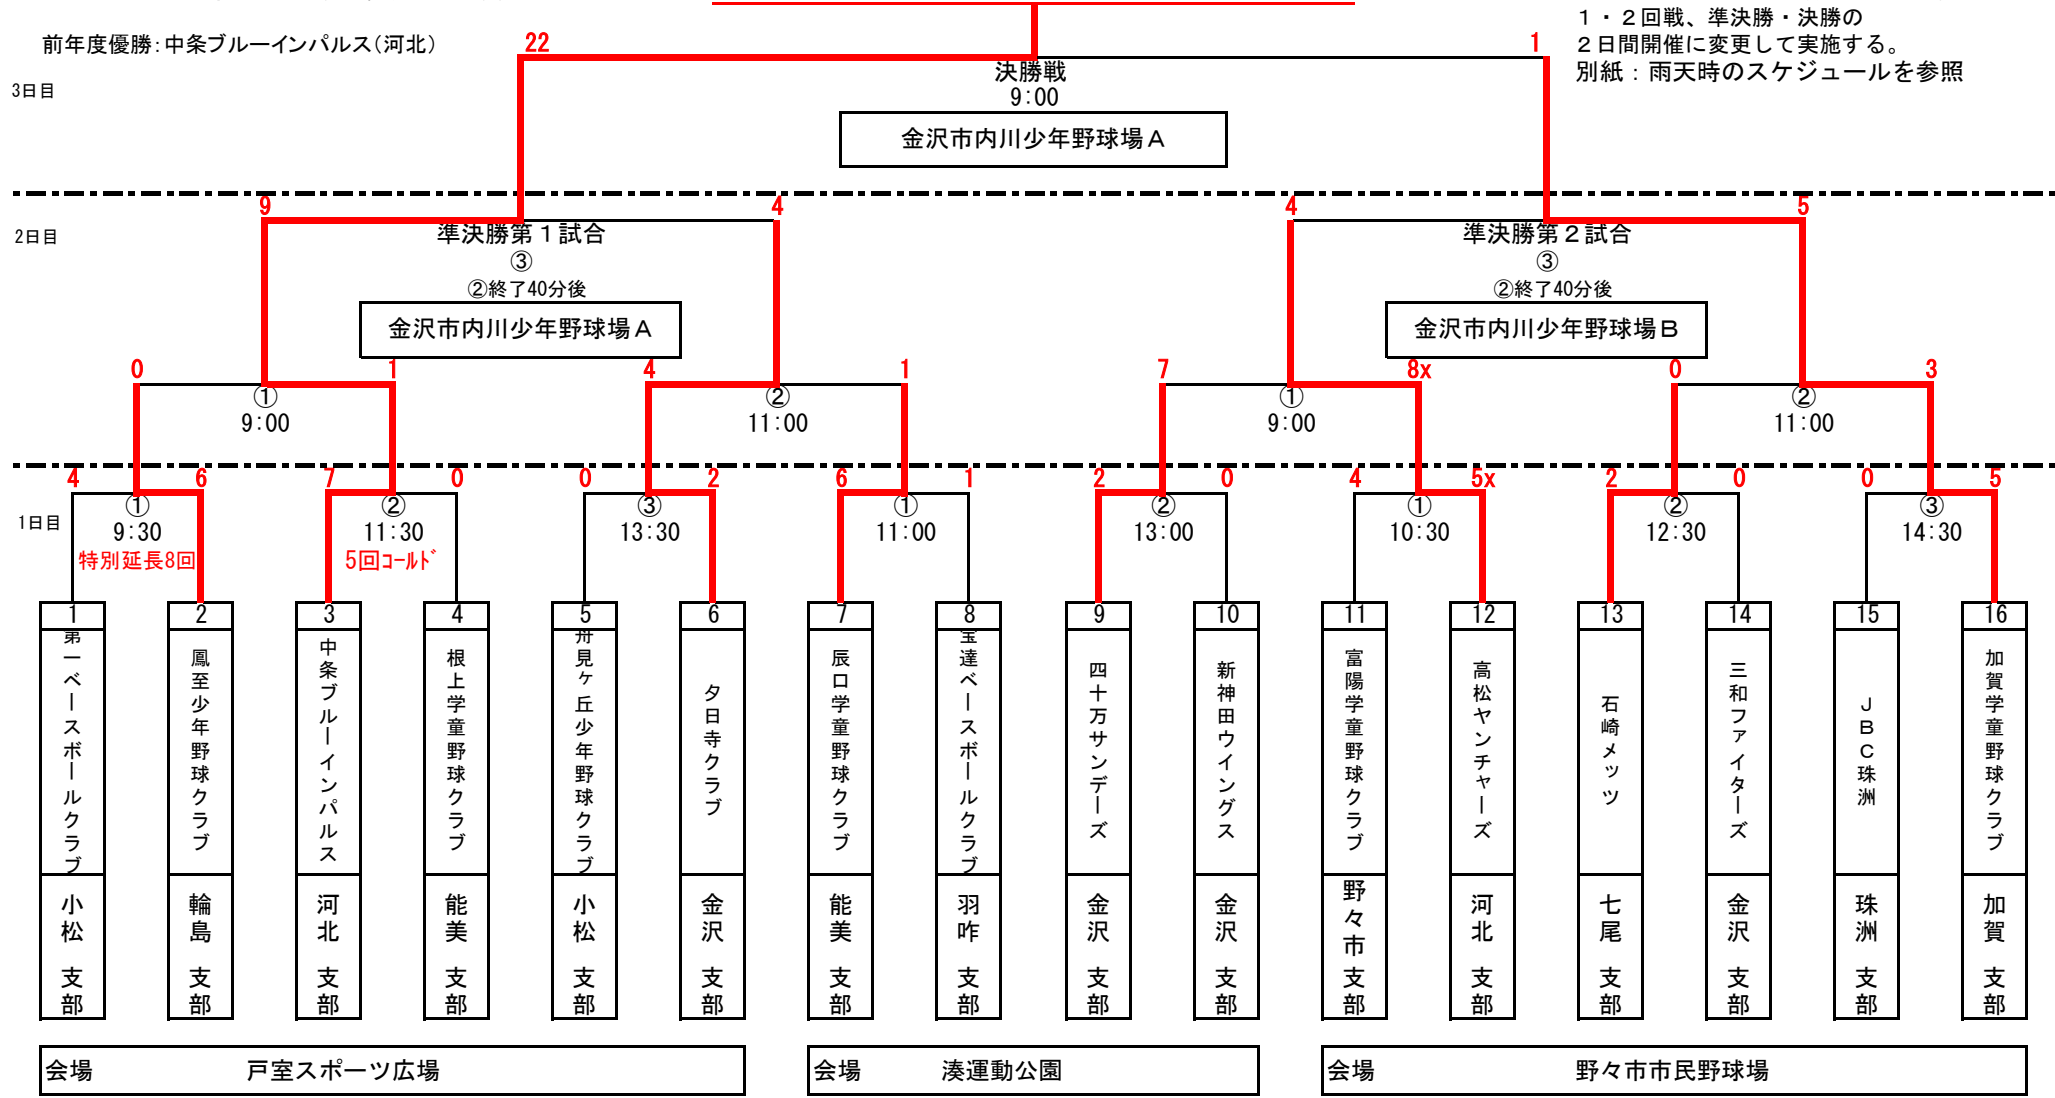 1・2回戦、準決勝・決勝の
前年度優勝:中条ブルーインパルス(河北)
2日間開催に変更して実施する。
別紙:雨天時のスケジュールを参照
22
1
3日目
決勝戦
9:00
金沢市内川少年野球場A
9
4
4
5
2日目
準決勝第1試合
③
②終了40分後
金沢市内川少年野球場A
準決勝第2試合
③
②終了40分後
金沢市内川少年野球場B
0
1
4
1
7
8x
0
3
①
9:00
②
11:00
①
9:00
②
11:00
4
6
7
0
0
2
6
1
2
0
4
5x
2
0
0
5
1日目
①
9:30
特別延長8回
②
11:30
5回コールド
③
13:30
①
11:00
②
13:00
①
10:30
②
12:30
③
14:30
1
第一ベースボールクラブ
小松 支部
2
鳳至少年野球クラブ
輪島 支部
3
中条ブルーインパルス
河北 支部
4
根上学童野球クラブ
能美 支部
5
舟見ヶ丘少年野球クラブ
小松 支部
6
夕日寺クラブ
金沢 支部
7
辰口学童野球クラブ
能美 支部
8
宝達ベースボールクラブ
羽咋 支部
9
四十万サンデーズ
金沢 支部
10
新神田ウイングス
金沢 支部
11
富陽学童野球クラブ
野々市 支部
12
高松ヤンチャーズ
河北 支部
13
石崎メッツ
七尾 支部
14
三和ファイターズ
金沢 支部
15
JBC珠洲
珠洲 支部
16
加賀学童野球クラブ
加賀 支部
会場 戸室スポーツ広場
会場 湊運動公園
会場 野々市市民野球場